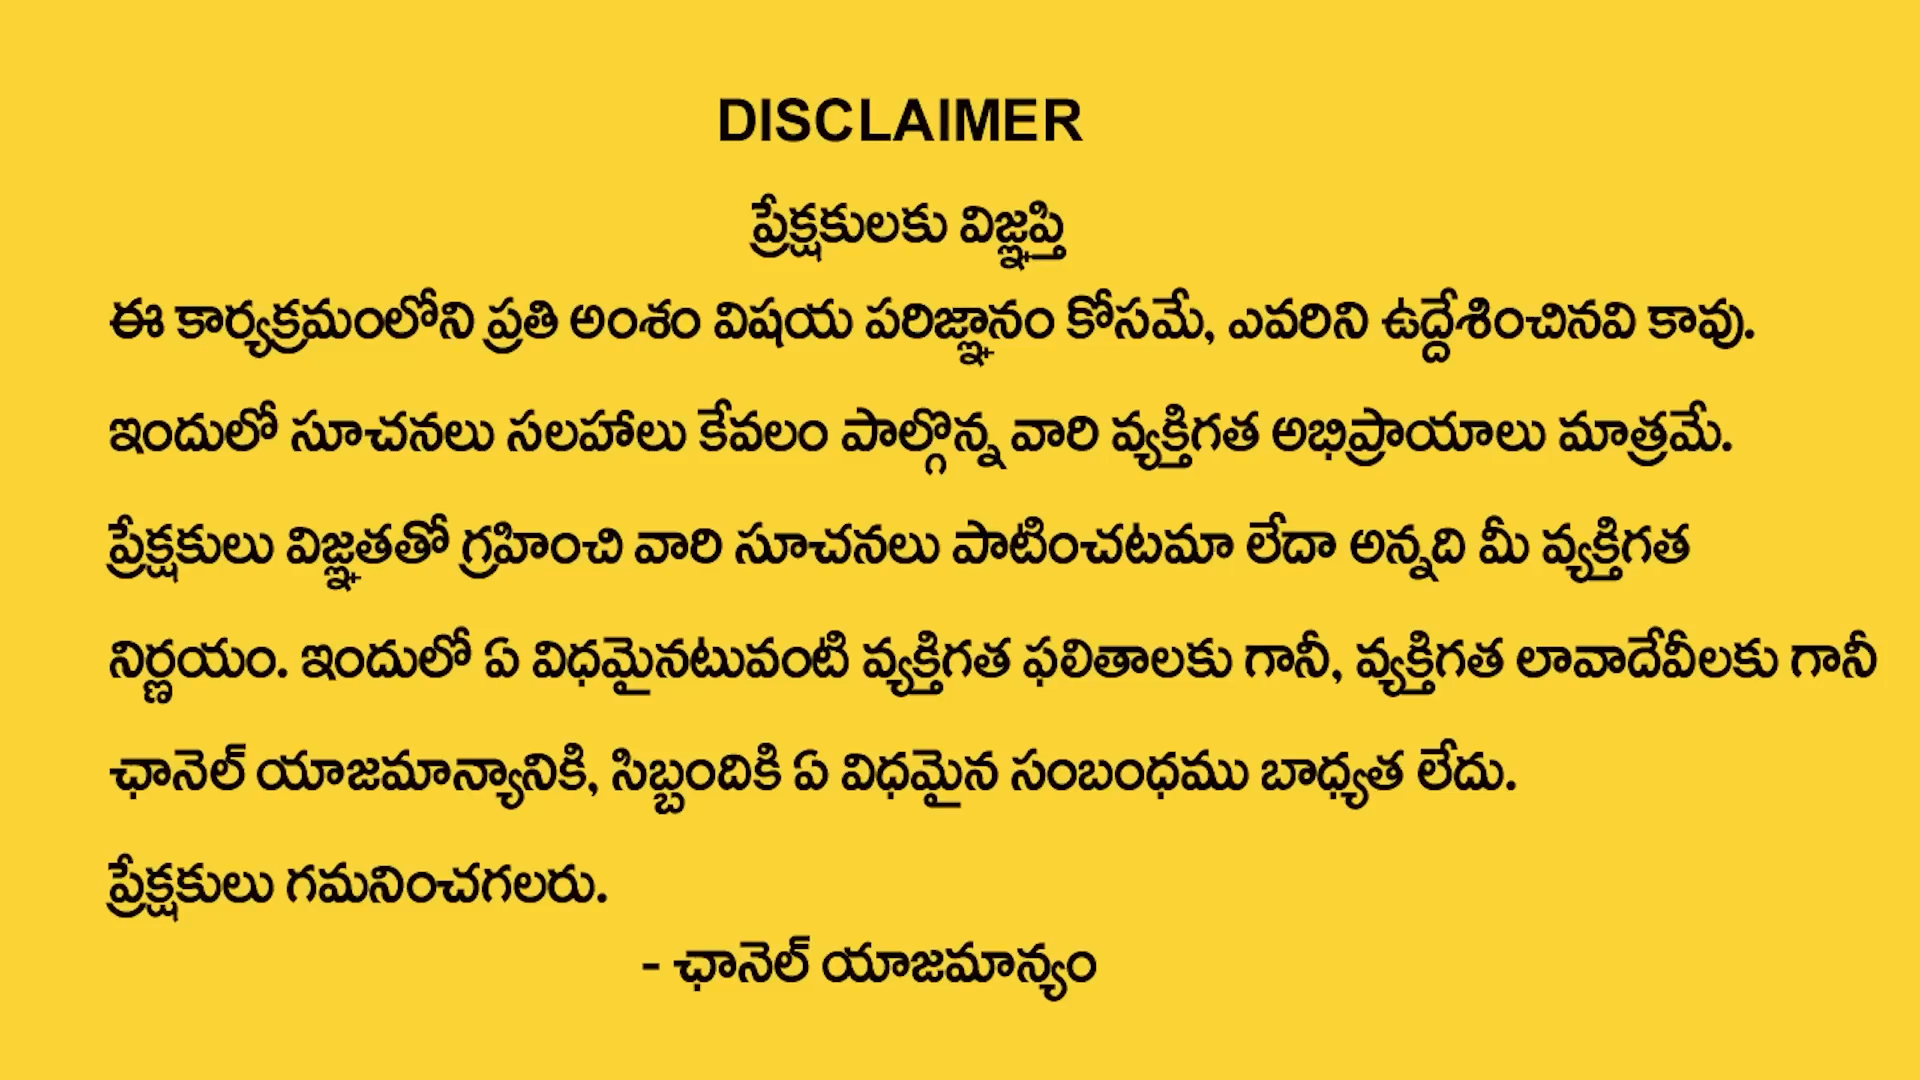 DISCLAIMER
ప్రేక్షకులకు విజ్ఞప్తి
ఈ కార్యక్రమంలోని ప్రతి అంశం విషయ పరిజ్ఞానం కోసమే, ఎవరిని ఉద్దేశించినవి కావు.
ఇందులో సూచనలు సలహాలు కేవలం పాల్గొన్న వారి వ్యక్తిగత అభిప్రాయాలు మాత్రమే.
ప్రేక్షకులు విజ్ఞతతో గ్రహించి వారి సూచనలు పాటించటమా లేదా అన్నది మీ వ్యక్తిగత
నిర్ణయం. ఇందులో ఏ విధమైనటువంటి వ్యక్తిగత ఫలితాలకు గానీ, వ్యక్తిగత లావాదేవీలకు గానీ
ఛానెల్ యాజమాన్యానికి, సిబ్బందికి ఏ విధమైన సంబంధము బాధ్యత లేదు.
ప్రేక్షకులు గమనించగలరు.
- ఛానెల్ యాజమాన్యం